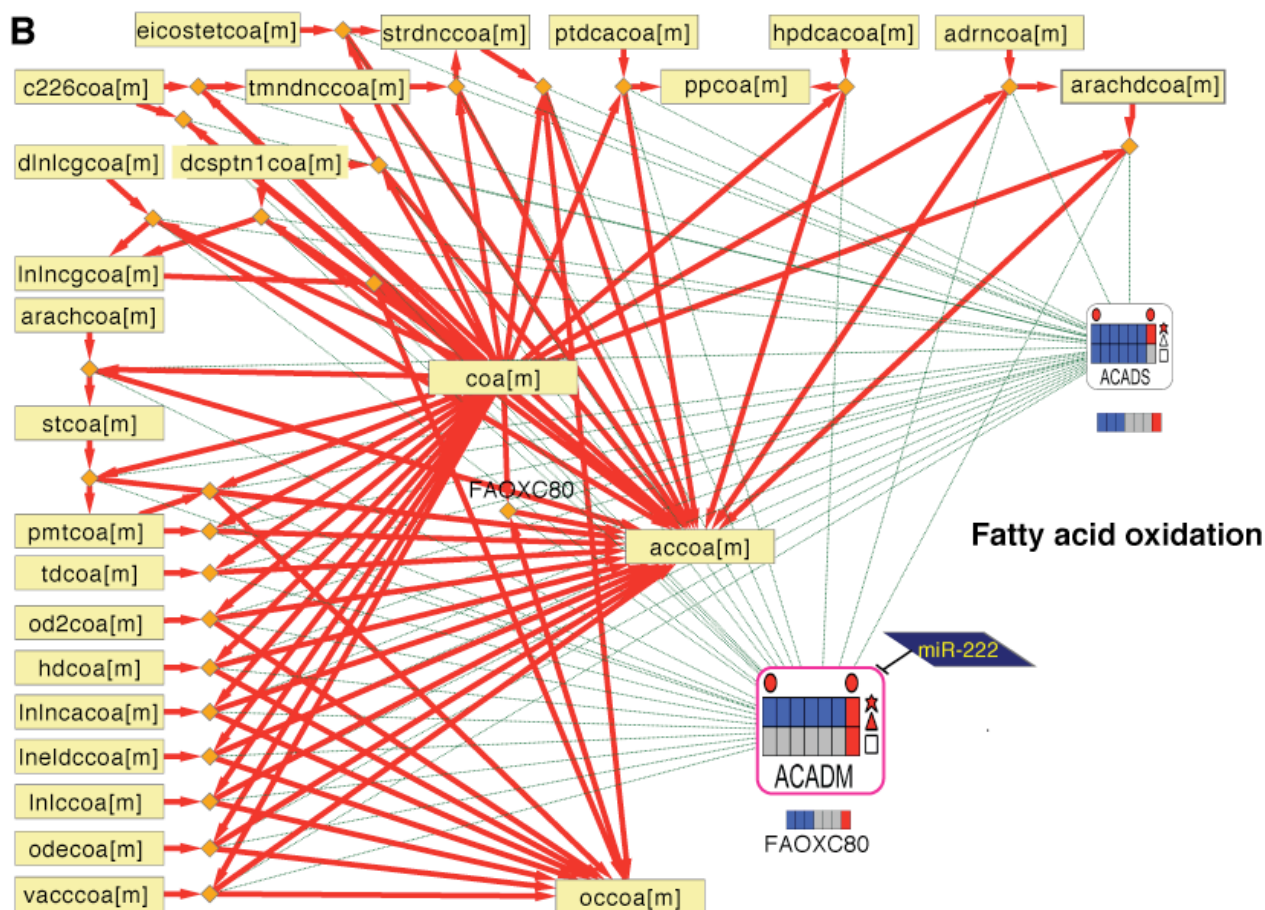 B
eicostetcoa[m]
strdnccoa[m]
ptdcacoa[m]
hpdcacoa[m]
adrncoa[m]
c226coa[m]
tmndnccoa[m]
ppcoa[m]
arachdcoa[m]
dlnlcgcoa[m]
dcsptn1coa[m]
lnlncgcoa[m]
arachcoa[m]
ACADS
coa[m]
stcoa[m]
FAOXC80
pmtcoa[m]
accoa[m]
Fatty acid oxidation
tdcoa[m]
od2coa[m]
miR-222
hdcoa[m]
lnlncacoa[m]
lneldccoa[m]
ACADM
lnlccoa[m]
FAOXC80
odecoa[m]
vacccoa[m]
occoa[m]